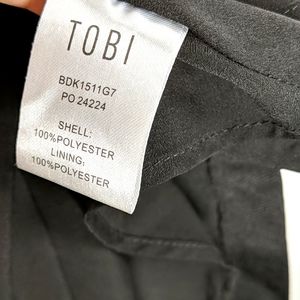 TOBI
BDK1511G7
PO 24224
SHELL:
100%POLYESTER
LINING:
100%POLYESTER